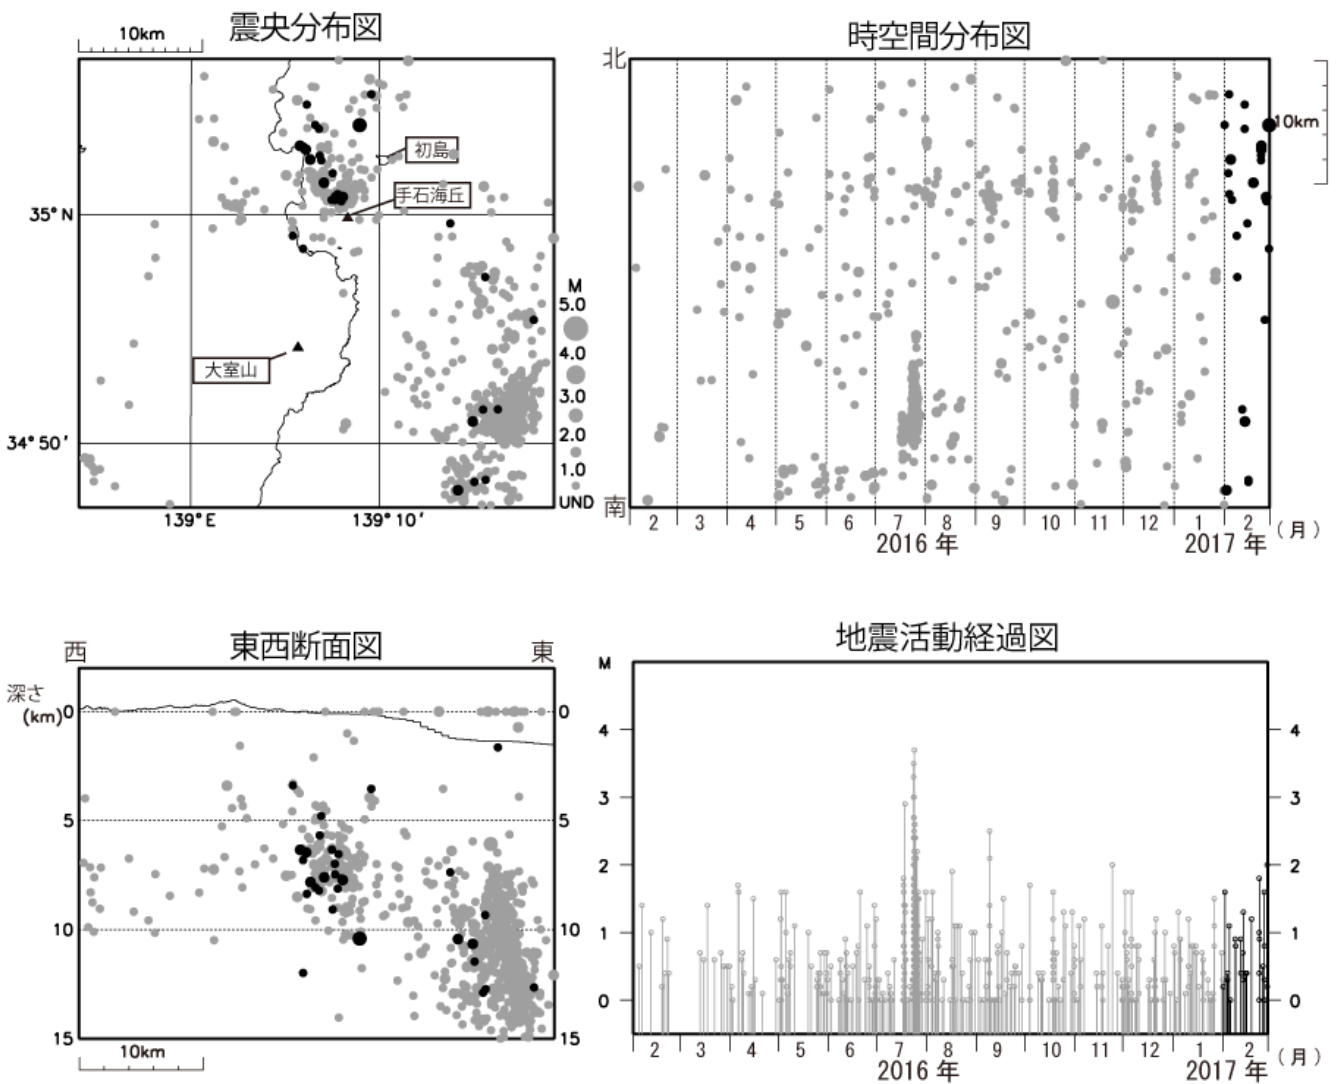 震央分布図
10km
初島
手石海丘
35°N
大室山
34°50'
139°E
139°10'
M
5.0
4.0
3.0
2.0
1.0
UND
時空間分布図
北
南
10km
2 3 4 5 6 7 8 9 10 11 12 1 2 (月)
2016年 2017年
東西断面図
西
東
深さ
(km)
0 0
5 5
10 10
15 15
10km
地震活動経過図
M
4 4
3 3
2 2
1 1
0 0
2 3 4 5 6 7 8 9 10 11 12 1 2 (月)
2016年 2017年